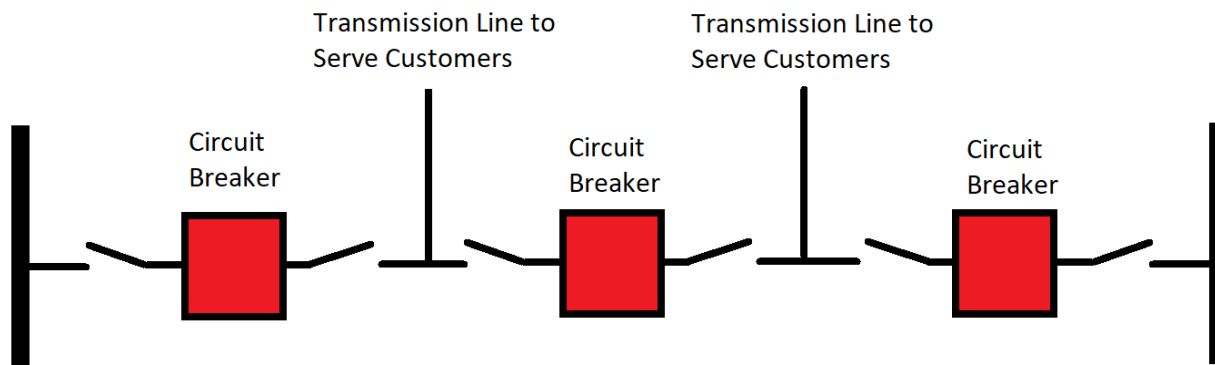 Transmission Line to
Serve Customers
Transmission Line to
Serve Customers
Circuit
Breaker
Circuit
Breaker
Circuit
Breaker